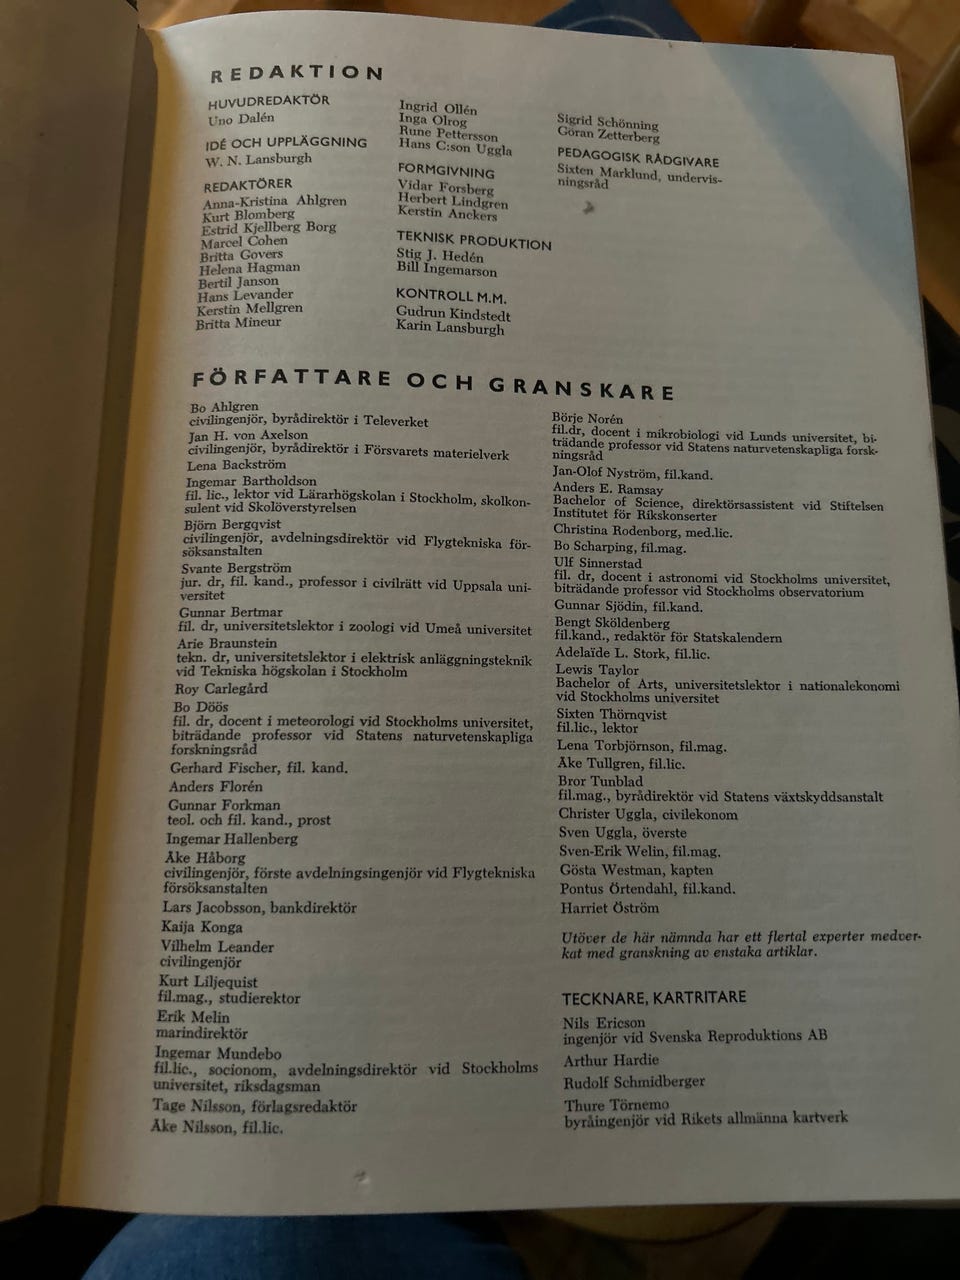 REDAKTION
HUVUDREDAKTÖR
Uno Dalén
IDÉ OCH UPPLÄGGNING
W. N. Lansburgh
REDAKTÖRER
Anna-Kristina Ahlgren
Kurt Blomberg
Estrid Kjellberg Borg
Marcel Cohen
Britta Govers
Helena Hagman
Bertil Janson
Hans Levander
Kerstin Mellgren
Britta Mineur
Ingrid Ollén
Inga Olrog
Rune Pettersson
Hans C:son Uggla
FORMGIVNING
Vidar Forsberg
Herbert Lindgren
Kerstin Anckers
TEKNISK PRODUKTION
Stig J. Hedén
Bill Ingemarson
KONTROLL M.M.
Gudrun Kindstedt
Karin Lansburgh
Sigrid Schönning
Göran Zetterberg
PEDAGOGISK RÅDGIVARE
Sixten Marklund, undervis-
ningsråd
FÖRFATTARE OCH GRANSKARE
Bo Ahlgren
civilingenjör, byrådirektör i Televerket
Jan H. von Axelson
civilingenjör, byrådirektör i Försvarets materielverk
Lena Backström
Ingemar Bartholdson
fil. lic., lektor vid Lärarhögskolan i Stockholm, skolkon-
sulent vid Skolöverstyrelsen
Björn Bergqvist
civilingenjör, avdelningsdirektör vid Flygtekniska för-
söksanstalten
Svante Bergström
jur. dr, fil. kand., professor i civilrätt vid Uppsala uni-
versitet
Gunnar Bertmar
fil. dr, universitetslektor i zoologi vid Umeå universitet
Arie Braunstein
tekn. dr, universitetslektor i elektrisk anläggningsteknik
vid Tekniska högskolan i Stockholm
Roy Carlegård
Bo Döös
fil. dr, docent i meteorologi vid Stockholms universitet,
biträdande professor vid Statens naturvetenskapliga
forskningsråd
Gerhard Fischer, fil. kand.
Anders Florén
Gunnar Forkman
teol. och fil. kand., prost
Ingemar Hallenberg
Åke Håborg
civilingenjör, förste avdelningsingenjör vid Flygtekniska
försöksanstalten
Lars Jacobsson, bankdirektör
Kaija Konga
Vilhelm Leander
civilingenjör
Kurt Liljequist
fil.mag., studierektor
Erik Melin
marindirektör
Ingemar Mundebo
fil.lic., socionom, avdelningsdirektör vid Stockholms
universitet, riksdagsman
Tage Nilsson, förlagsredaktör
Åke Nilsson, fil.lic.
Börje Norén
fil.dr, docent i mikrobiologi vid Lunds universitet, bi-
trädande professor vid Statens naturvetenskapliga forsk-
ningsråd
Jan-Olof Nyström, fil.kand.
Anders E. Ramsay
Bachelor of Science, direktörsassistent vid Stiftelsen
Institutet för Rikskonserter
Christina Rodenborg, med.lic.
Bo Scharping, fil.mag.
Ulf Sinnerstad
fil. dr, docent i astronomi vid Stockholms universitet,
biträdande professor vid Stockholms observatorium
Gunnar Sjödin, fil.kand.
Bengt Sköldenberg
fil.kand., redaktör för Statskalendern
Adelaïde L. Stork, fil.lic.
Lewis Taylor
Bachelor of Arts, universitetslektor i nationalekonomi
vid Stockholms universitet
Sixten Thörnqvist
fil.lic., lektor
Lena Torbjörnson, fil.mag.
Åke Tullgren, fil.lic.
Bror Tunblad
fil.mag., byrådirektör vid Statens växtskyddsanstalt
Christer Uggla, civilekonom
Sven Uggla, överste
Sven-Erik Welin, fil.mag.
Gösta Westman, kapten
Pontus Örtendahl, fil.kand.
Harriet Öström
Utöver de här nämnda har ett flertal experter medver-
kat med granskning av enstaka artiklar.
TECKNARE, KARTRITARE
Nils Ericson
ingenjör vid Svenska Reproduktions AB
Arthur Hardie
Rudolf Schmidberger
Thure Törnemo
byråingenjör vid Rikets allmänna kartverk